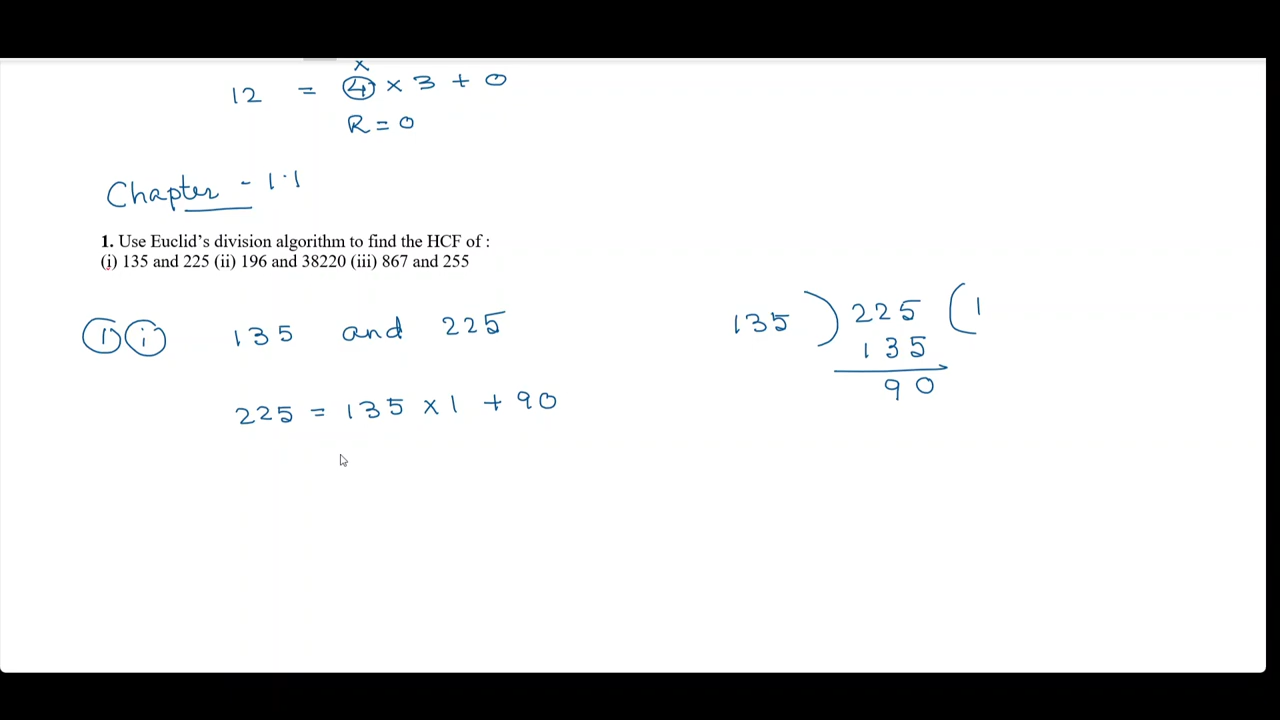 x
12 = 4 x 3 + 0
R = 0
Chapter - 1.1
1. Use Euclid's division algorithm to find the HCF of :
(i) 135 and 225 (ii) 196 and 38220 (iii) 867 and 255
1 i 135 and 225
225 = 135 x 1 + 90
135 ) 225 ( 1
135
90